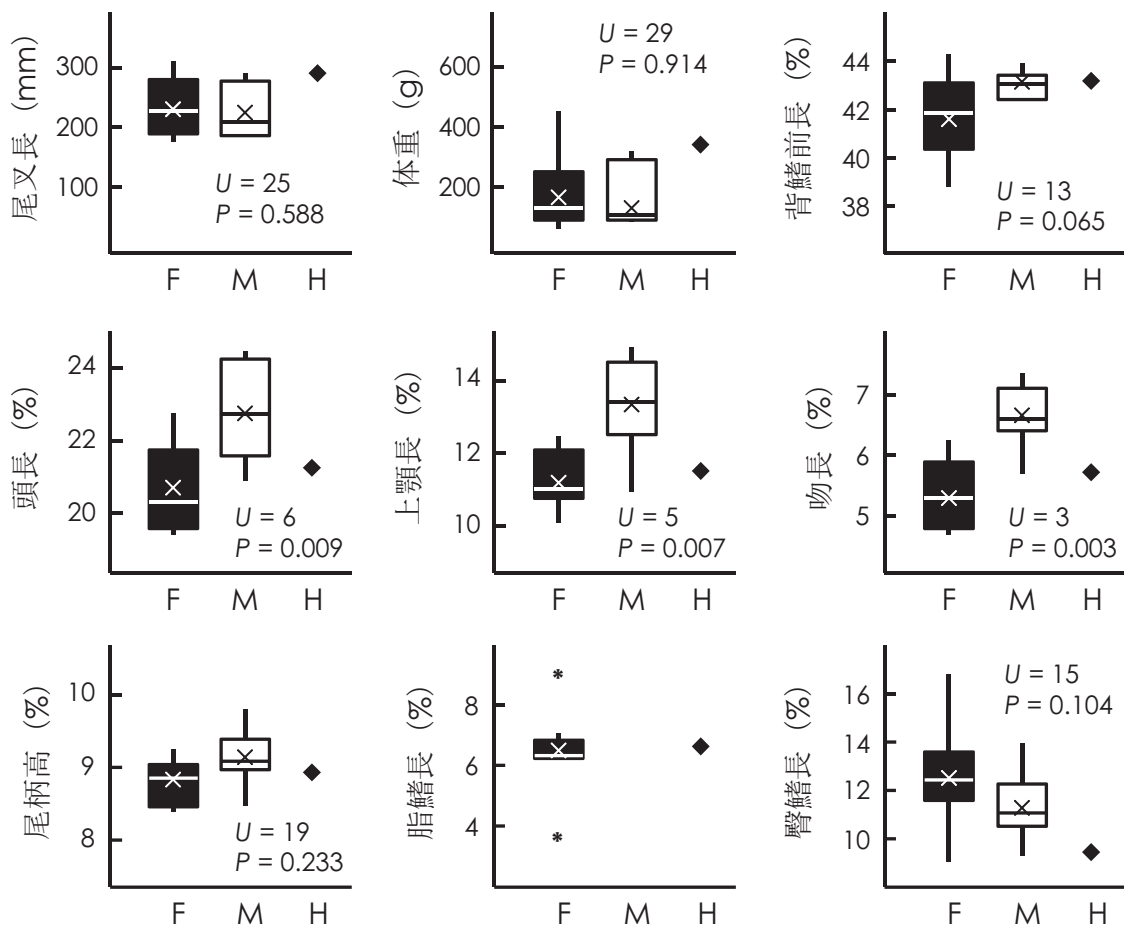 尾叉長 (mm)
300
200
100
U = 25
P = 0.588
F M H
体重 (g)
600
400
200
U = 29
P = 0.914
F M H
背鰭前長 (%)
44
42
40
38
U = 13
P = 0.065
F M H
頭長 (%)
24
22
20
U = 6
P = 0.009
F M H
上顎長 (%)
14
12
10
U = 5
P = 0.007
F M H
吻長 (%)
7
6
5
U = 3
P = 0.003
F M H
尾柄高 (%)
10
9
8
U = 19
P = 0.233
F M H
脂鰭長 (%)
8
6
4
*
*
F M H
臀鰭長 (%)
16
14
12
10
U = 15
P = 0.104
F M H